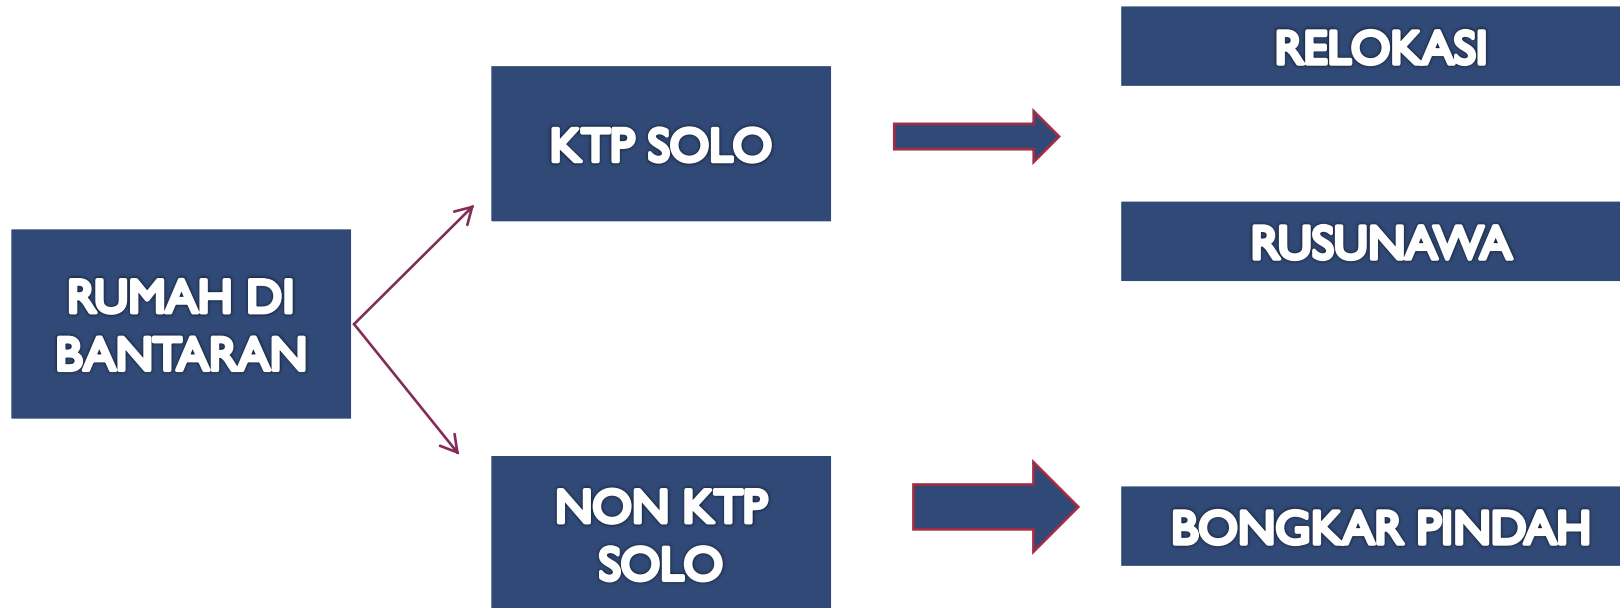 RUMAH DI
BANTARAN
KTP SOLO
NON KTP
SOLO
RELOKASI
RUSUNAWA
BONGKAR PINDAH